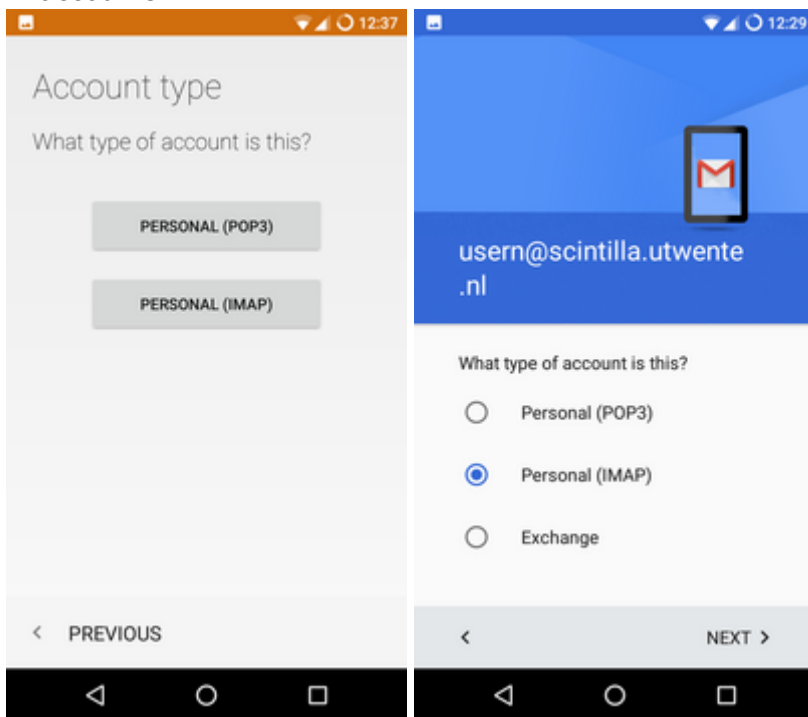 12:37
Account type
What type of account is this?
PERSONAL (POP3)
PERSONAL (IMAP)
< PREVIOUS
12:29
usern@scintilla.utwente
.nl
What type of account is this?
Personal (POP3)
Personal (IMAP)
Exchange
< NEXT >